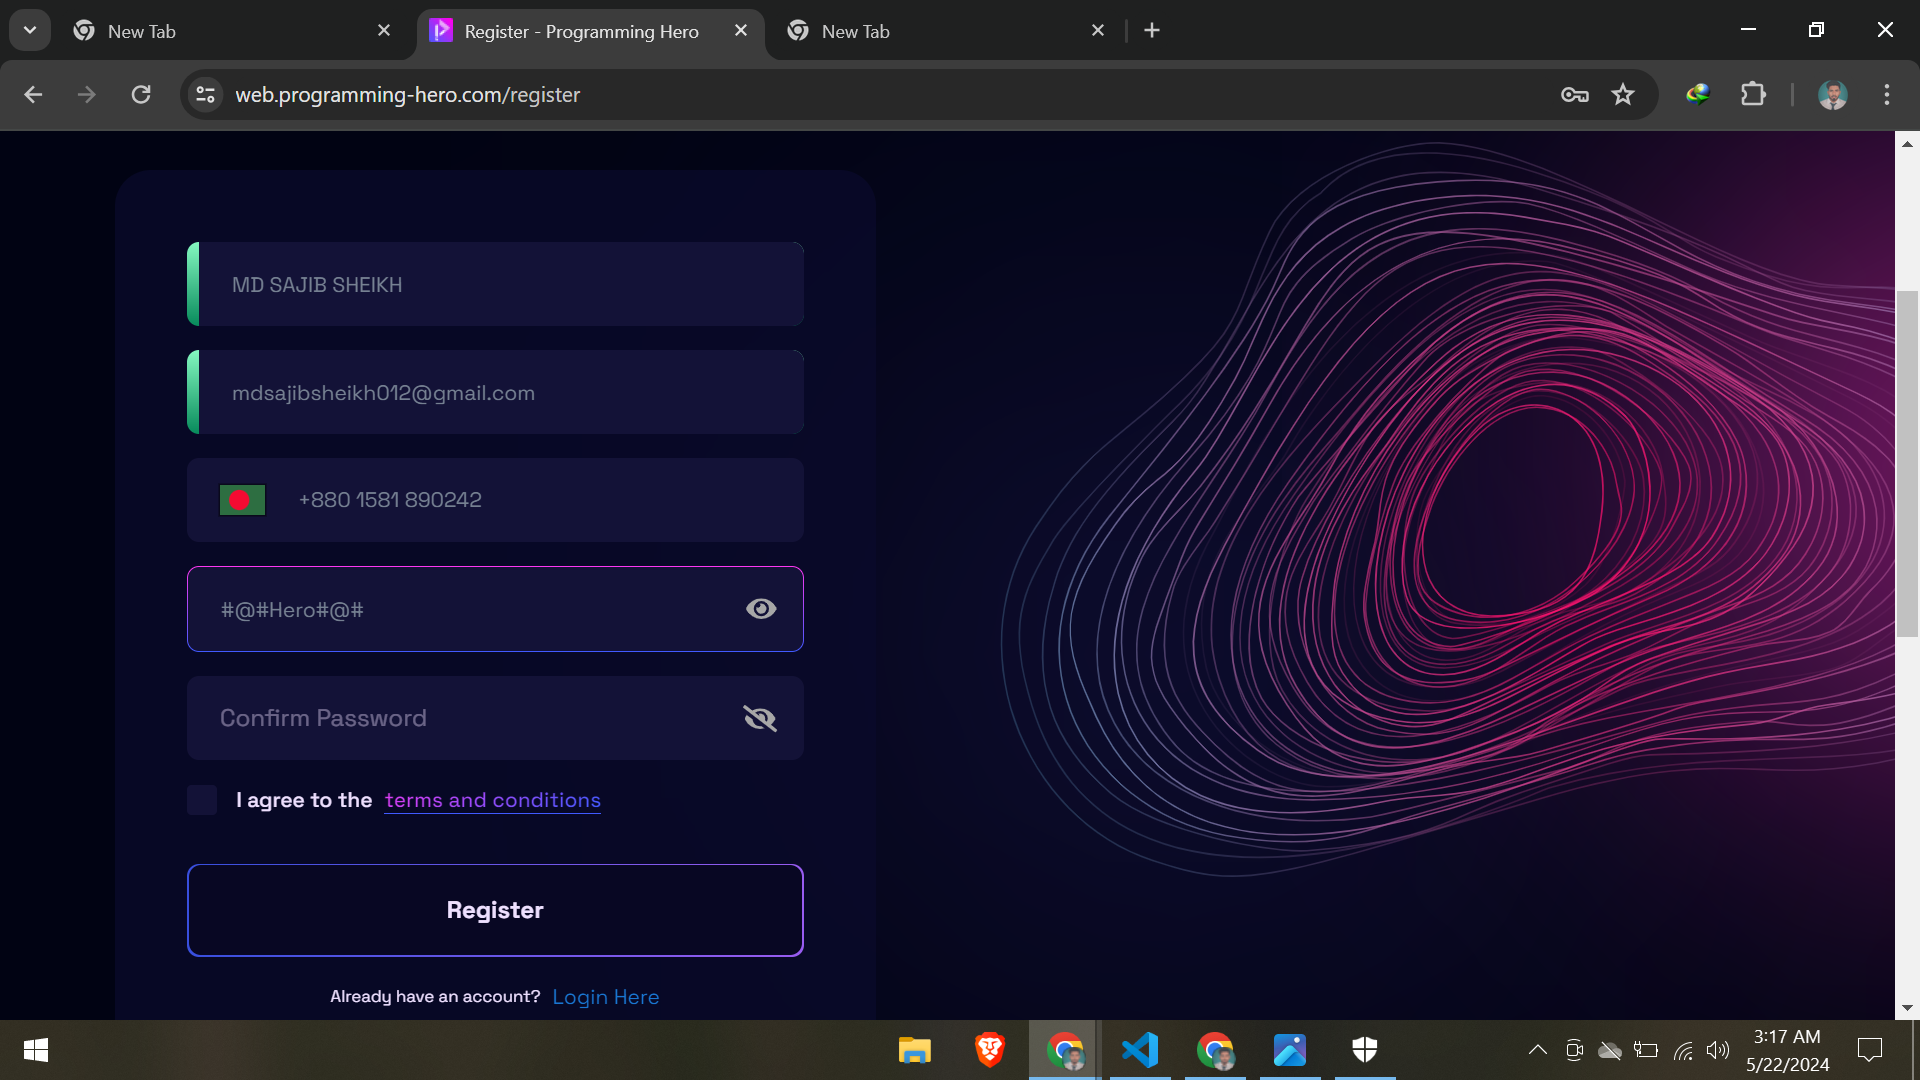 New Tab
Register - Programming Hero
New Tab
web.programming-hero.com/register
MD SAJIB SHEIKH
mdsajibsheikh012@gmail.com
+880 1581 890242
#@#Hero#@#
Confirm Password
I agree to the terms and conditions
Register
Already have an account? Login Here
3:17 AM
5/22/2024